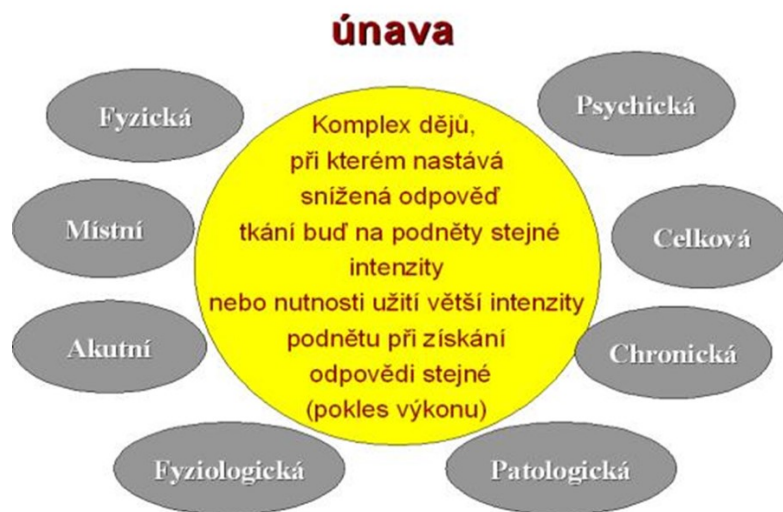 únava
Fyzická
Psychická
Komplex dějů,
při kterém nastává
snížená odpověď
tkání buď na podněty stejné
intenzity
nebo nutnosti užití větší intenzity
podnětu při získání
odpovědi stejné
(pokles výkonu)
Místní
Celková
Akutní
Chronická
Fyziologická
Patologická